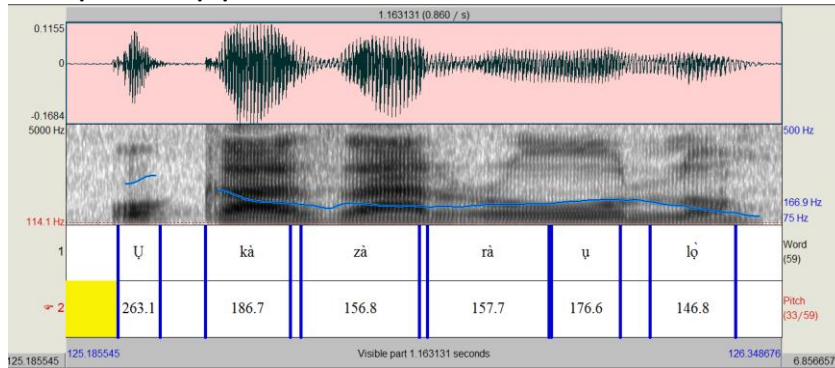 1.163131 (0.860 / s)
0.1155
0
-0.1684
5000 Hz 500 Hz
166.9 Hz
114.1 Hz 75 Hz
1 Ụ kà zà rà ụ lọ̀ Word (59)
2 263.1 186.7 156.8 157.7 176.6 146.8 Pitch (33/59)
125.185545 Visible part 1.163131 seconds 126.348676
125.185545 6.856657